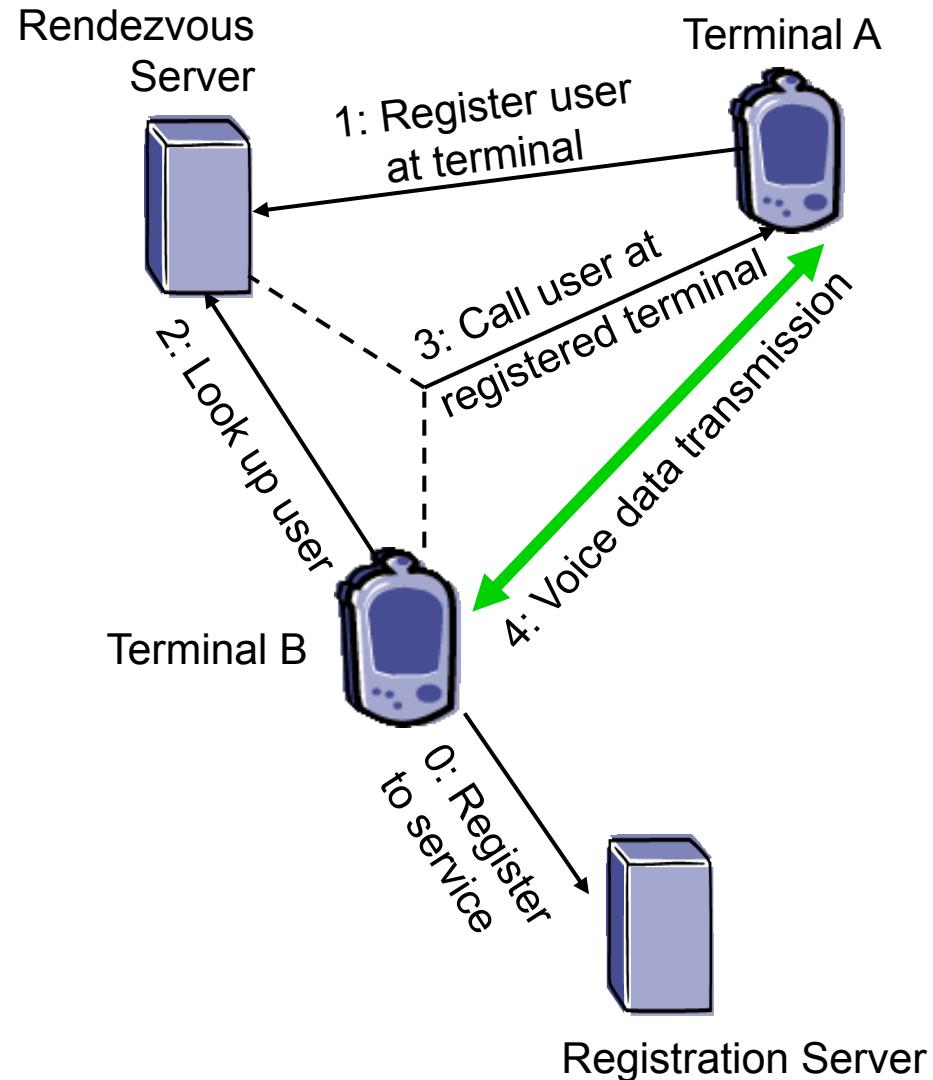 Rendezvous
Server
Terminal A
1: Register user
at terminal
3: Call user at
registered terminal
2: Look up user
4: Voice data transmission
Terminal B
0: Register
to service
Registration Server